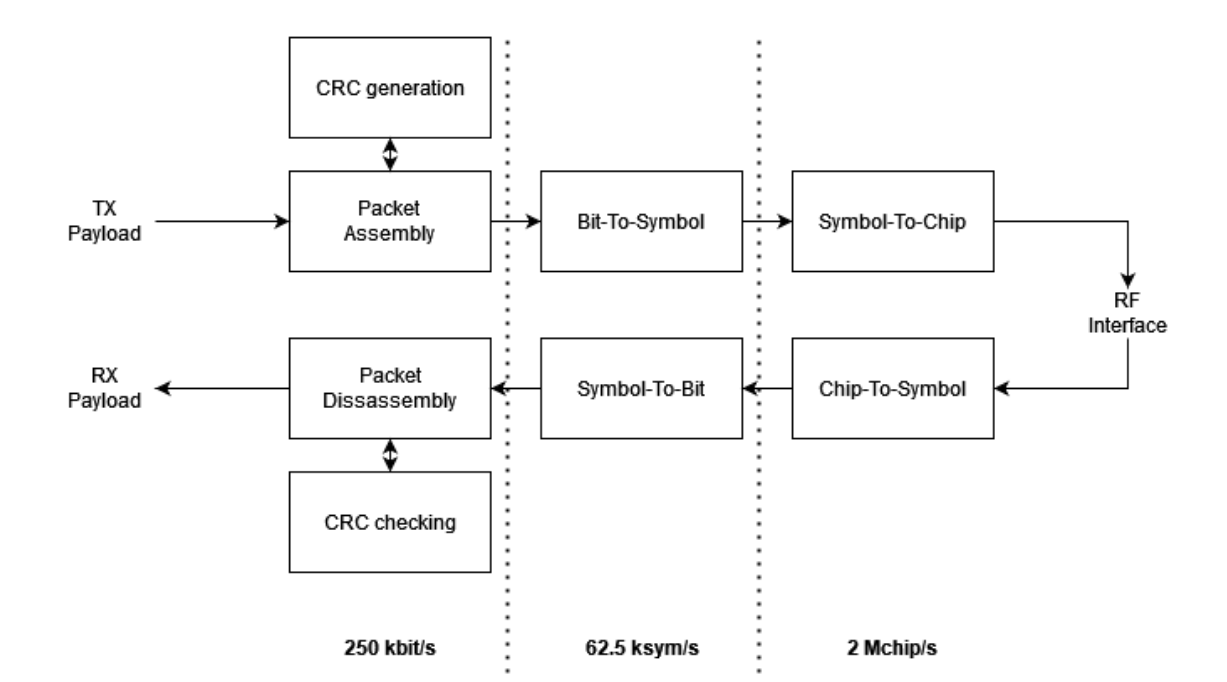 CRC generation
TX
Payload
Packet
Assembly
Bit-To-Symbol
Symbol-To-Chip
RF
Interface
RX
Payload
Packet
Dissassembly
Symbol-To-Bit
Chip-To-Symbol
CRC checking
250 kbit/s
62.5 ksym/s
2 Mchip/s